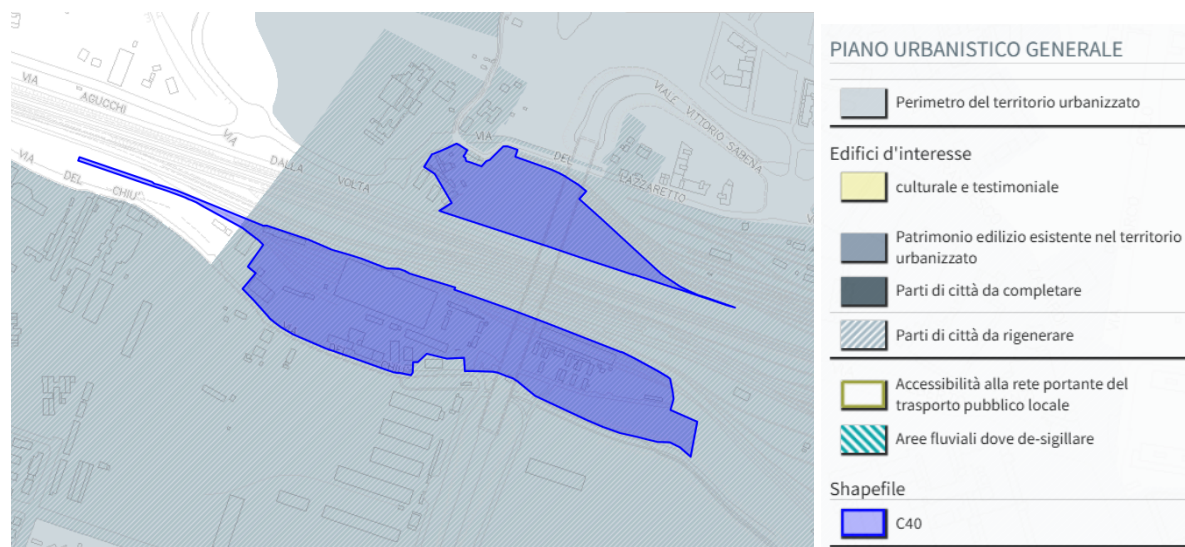 VIA
AGUCCHI
VIA
DALLA
VOLTA
VIA
DEL
CHIU'
VIALE VITTORIO SABENA
VIA
DEL
LAZZARETTO
VIA
PIANO URBANISTICO GENERALE
Perimetro del territorio urbanizzato
Edifici d'interesse
culturale e testimoniale
Patrimonio edilizio esistente nel territorio
urbanizzato
Parti di città da completare
Parti di città da rigenerare
Accessibilità alla rete portante del
trasporto pubblico locale
Aree fluviali dove de-sigillare
Shapefile
C40